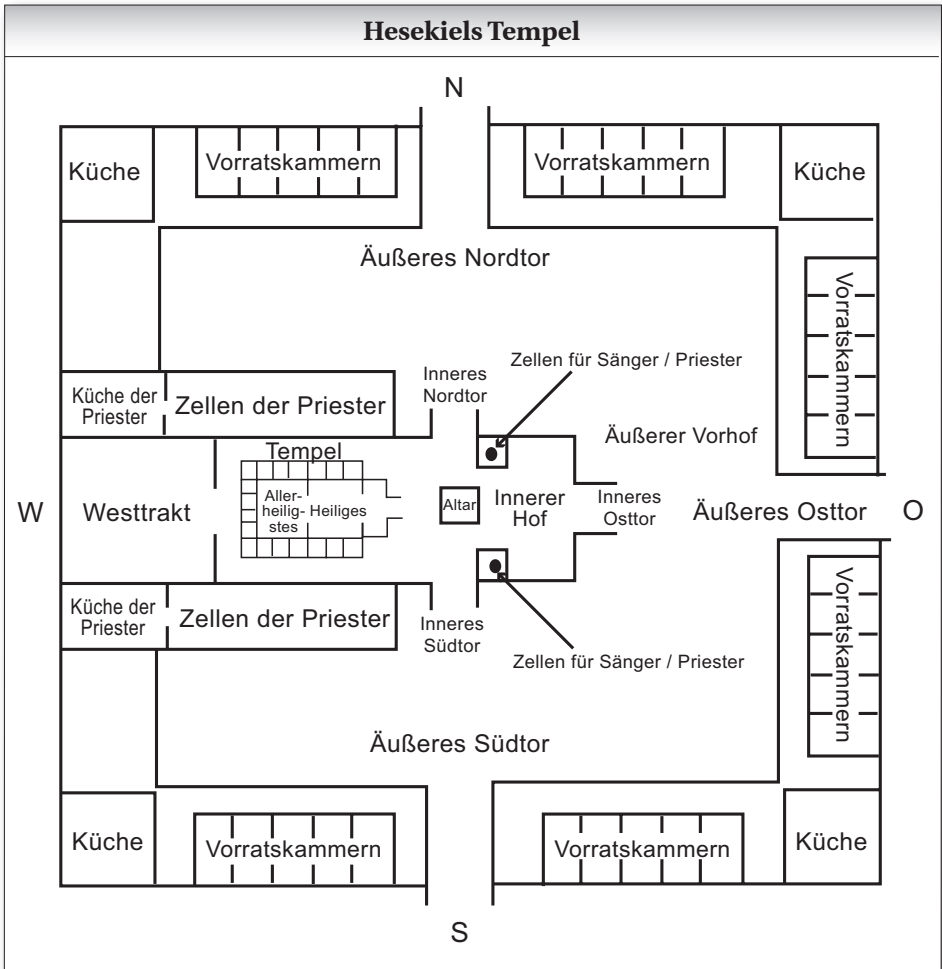 Hesekiels Tempel
N
Küche
Vorratskammern
Vorratskammern
Küche
Äußeres Nordtor
Vorratskammern
Zellen für Sänger / Priester
Inneres
Nordtor
Küche der
Priester
Zellen der Priester
Äußerer Vorhof
Tempel
W
Westtrakt
Aller-
heilig-
stes
Heiliges
Altar
Innerer
Hof
Inneres
Osttor
Äußeres Osttor
O
Küche der
Priester
Zellen der Priester
Inneres
Südtor
Zellen für Sänger / Priester
Vorratskammern
Äußeres Südtor
Küche
Vorratskammern
Vorratskammern
Küche
S